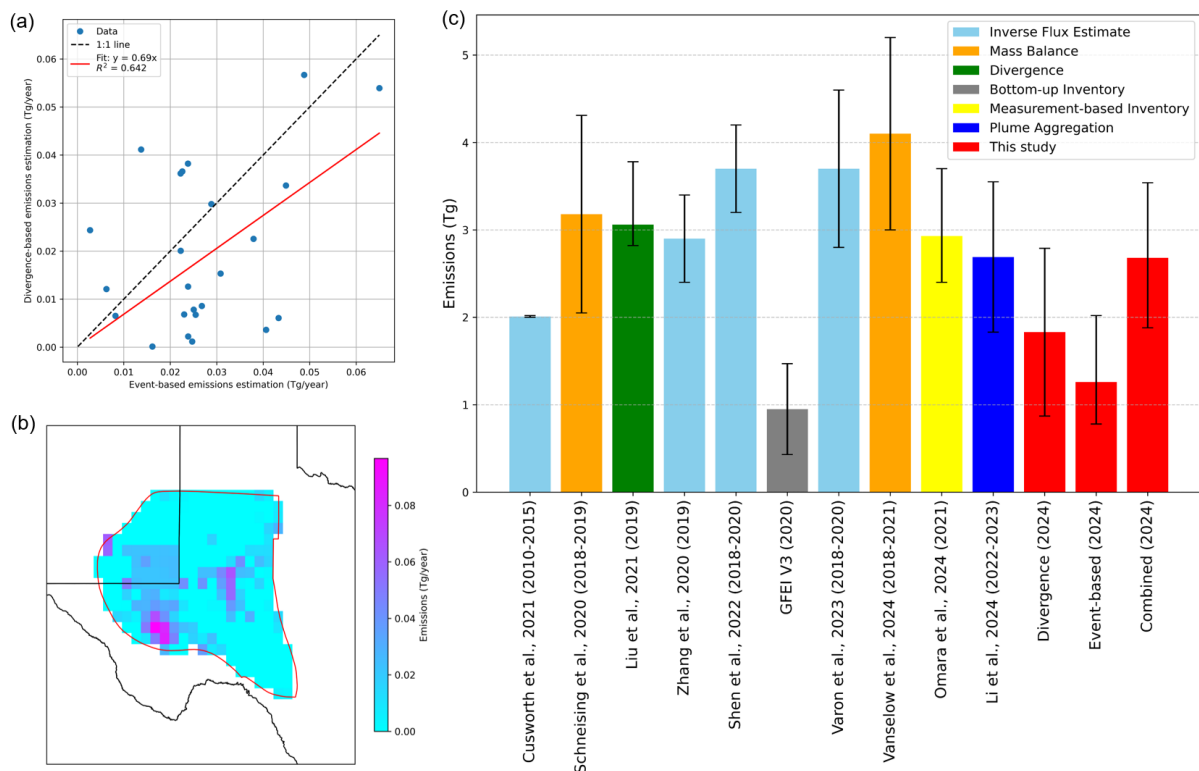 (a)
Data
1:1 line
Fit: y = 0.69x
R² = 0.642
Divergence-based emissions estimation (Tg/year)
0.06
0.05
0.04
0.03
0.02
0.01
0.00
0.00 0.01 0.02 0.03 0.04 0.05 0.06
Event-based emissions estimation (Tg/year)
(b)
0.08
0.06
0.04
0.02
0.00
Emissions (Tg/year)
(c)
Inverse Flux Estimate
Mass Balance
Divergence
Bottom-up Inventory
Measurement-based Inventory
Plume Aggregation
This study
Emissions (Tg)
5
4
3
2
1
0
Cusworth et al., 2021 (2010-2015)
Schneising et al., 2020 (2018-2019)
Liu et al., 2021 (2019)
Zhang et al., 2020 (2019)
Shen et al., 2022 (2018-2020)
GFEI V3 (2020)
Varon et al., 2023 (2018-2020)
Vanselow et al., 2024 (2018-2021)
Omara et al., 2024 (2021)
Li et al., 2024 (2022-2023)
Divergence (2024)
Event-based (2024)
Combined (2024)